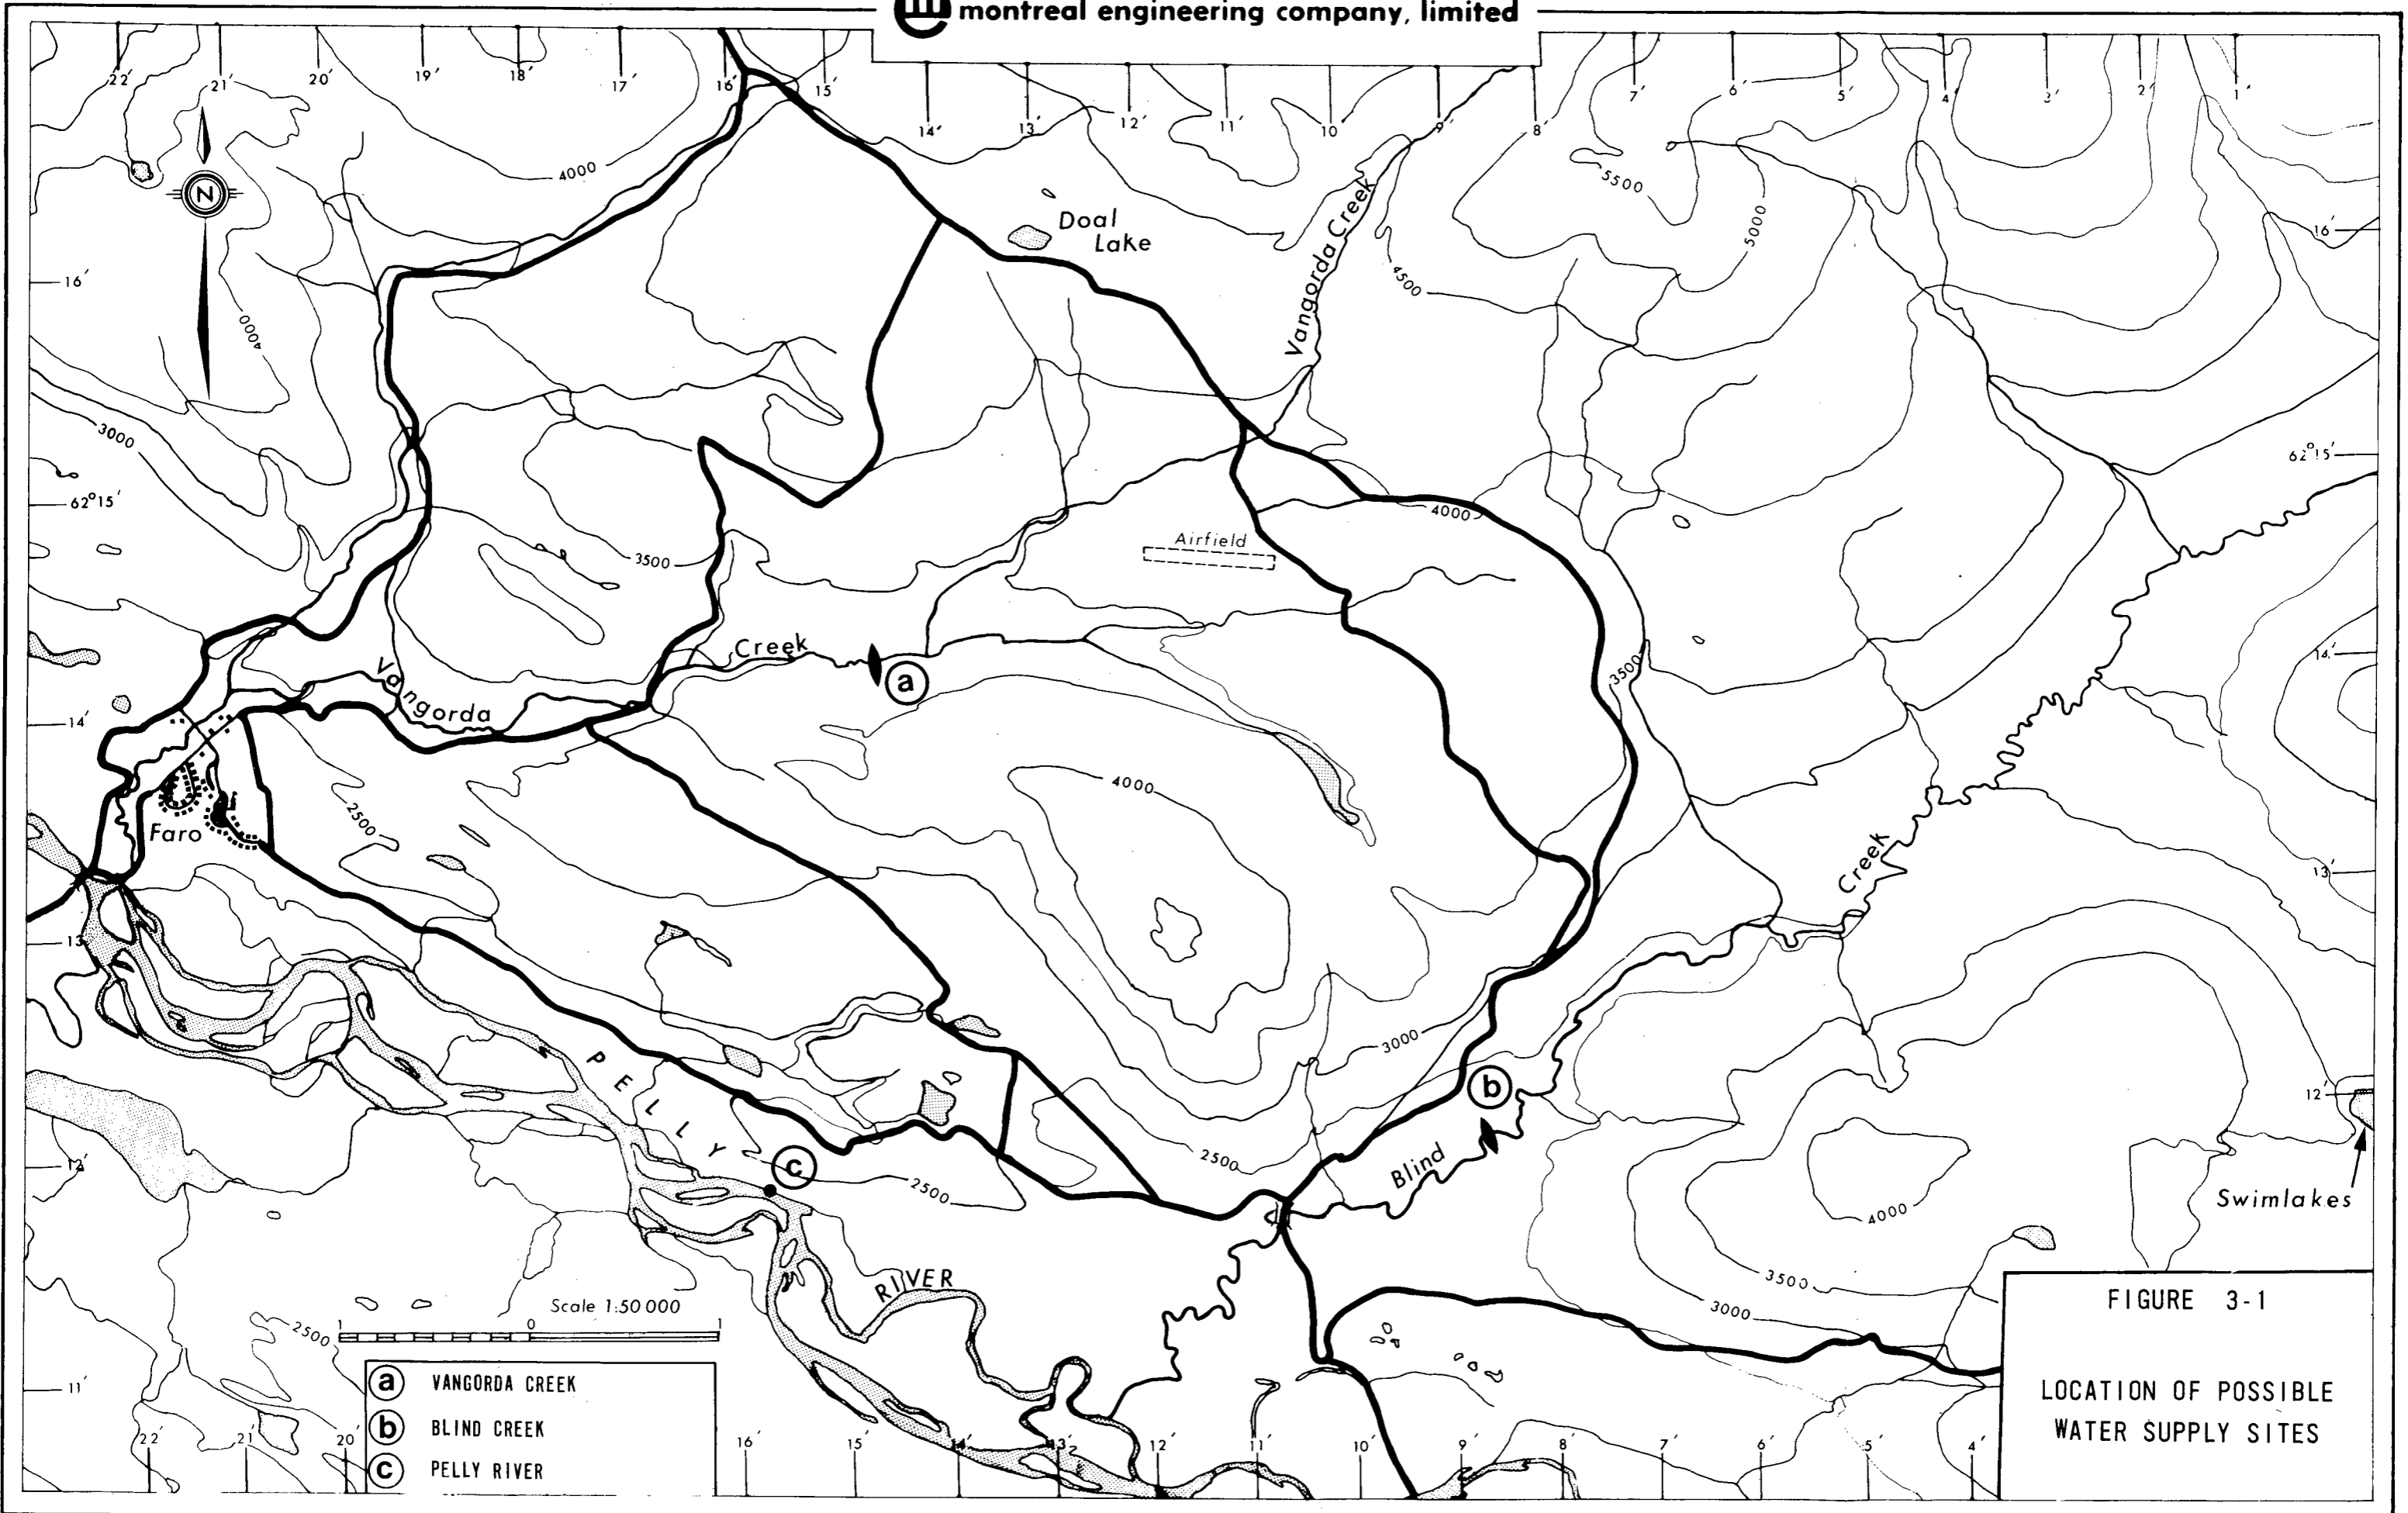 montreal engineering company, limited
22′ 21′ 20′ 19′ 18′ 17′ 16′ 15′ 14′ 13′ 12′ 11′ 10 9′ 8′ 7′ 6′ 5′ 4′ 3′ 2′ 1′
N
4000
Doal
Lake
Vangorda Creek
5500
5000
4500
16′
16′
4000
3000
62°15′
62°15′
4000
3500
Airfield
Creek
a
Vangorda
3500
14′
14′
4000
2500
Faro
Creek
13′
13
3000
PELLY
b
12′
12′
2500
Blind
c
2500
4000
Swimlakes
RIVER
3500
3000
Scale 1:50 000
1 0 1
2500
11′
a VANGORDA CREEK
b BLIND CREEK
c PELLY RIVER
22′ 21′ 20′ 16′ 15′ 14′ 13′ 12′ 11′ 10′ 9′ 8′ 7′ 6′ 5′ 4′
FIGURE 3-1
LOCATION OF POSSIBLE
WATER SUPPLY SITES